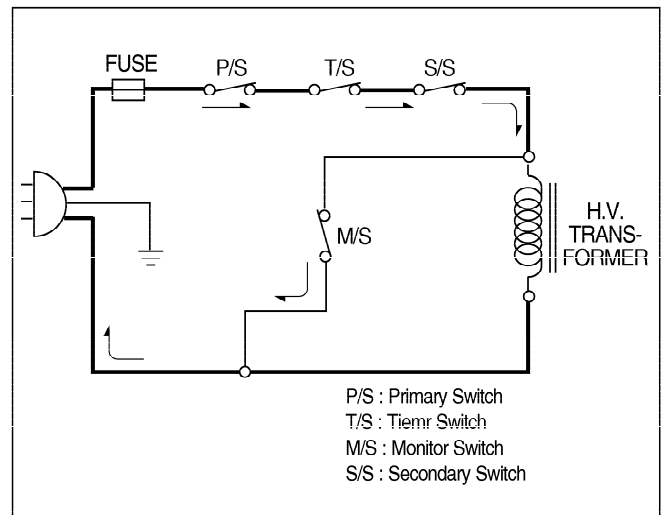 FUSE
P/S
T/S
S/S
M/S
H.V.
TRANS-
FORMER
P/S : Primary Switch
T/S : Tiemr Switch
M/S : Monitor Switch
S/S : Secondary Switch